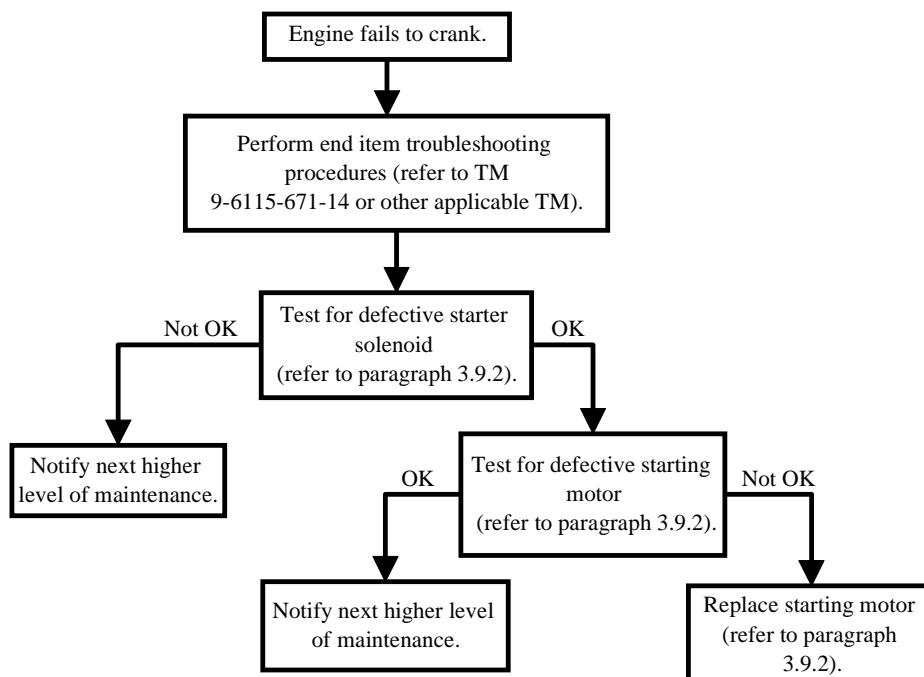 Engine fails to crank.
Perform end item troubleshooting
procedures (refer to TM
9-6115-671-14 or other applicable TM).
Test for defective starter
solenoid
(refer to paragraph 3.9.2).
Not OK
OK
Notify next higher
level of maintenance.
Test for defective starting
motor
(refer to paragraph 3.9.2).
OK
Not OK
Notify next higher level
of maintenance.
Replace starting motor
(refer to paragraph
3.9.2).